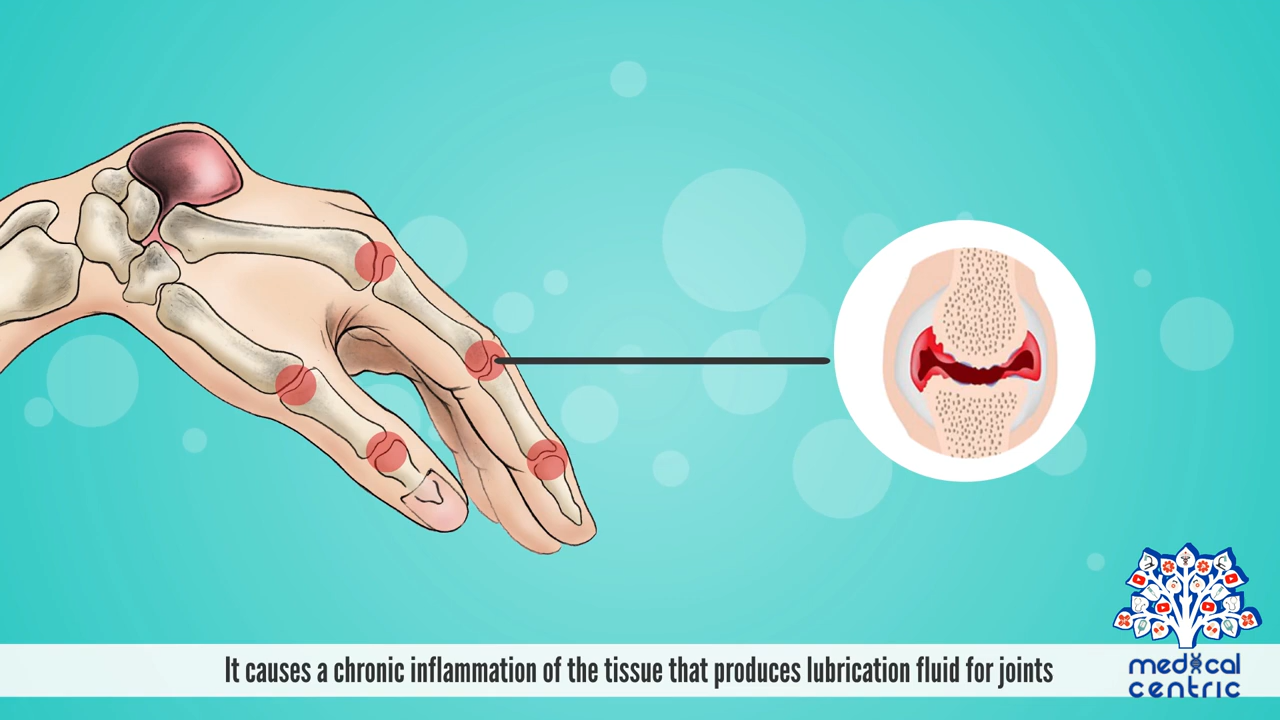 It causes a chronic inflammation of the tissue that produces lubrication fluid for joints
medical
centric